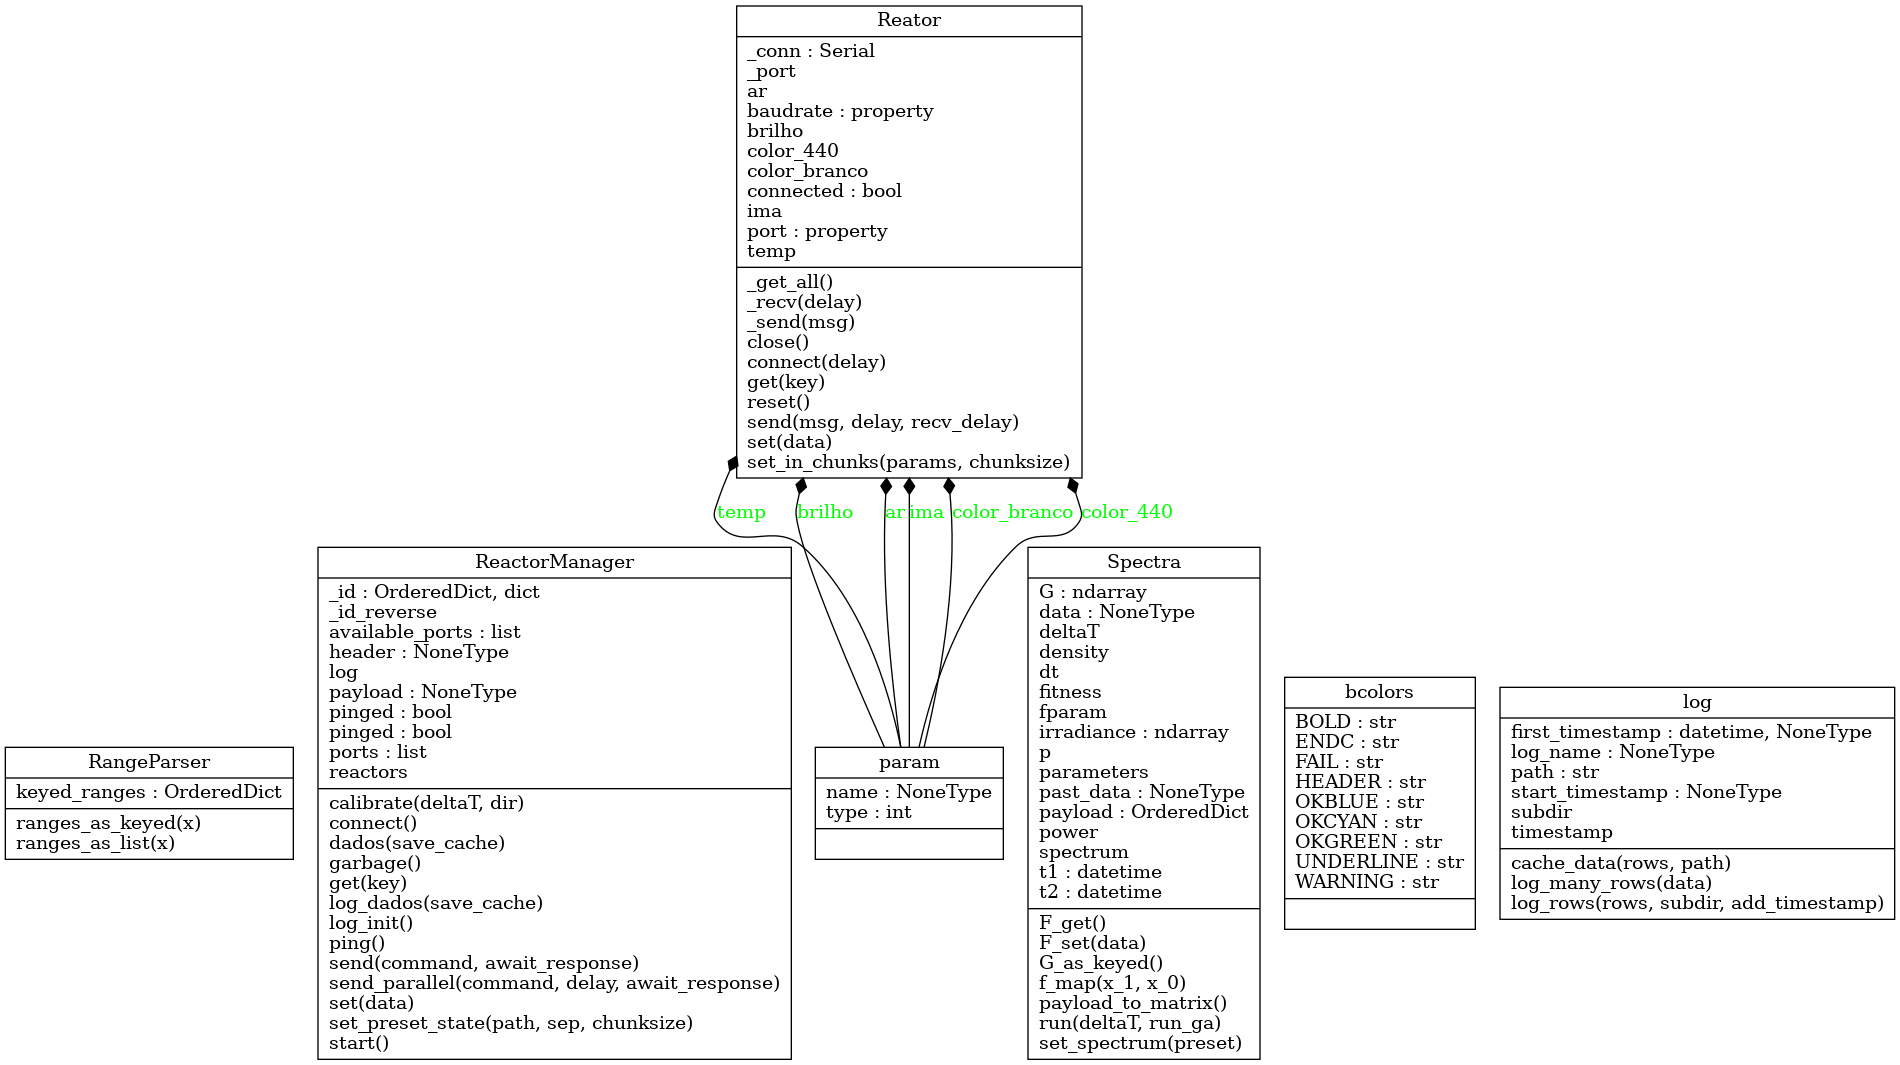 Reator
_conn : Serial
_port
ar
baudrate : property
brilho
color_440
color_branco
connected : bool
ima
port : property
temp
_get_all()
_recv(delay)
_send(msg)
close()
connect(delay)
get(key)
reset()
send(msg, delay, recv_delay)
set(data)
set_in_chunks(params, chunksize)
temp
brilho
ar
ima
color_branco
color_440
RangeParser
keyed_ranges : OrderedDict
ranges_as_keyed(x)
ranges_as_list(x)
ReactorManager
_id : OrderedDict, dict
_id_reverse
available_ports : list
header : NoneType
log
payload : NoneType
pinged : bool
pinged : bool
ports : list
reactors
calibrate(deltaT, dir)
connect()
dados(save_cache)
garbage()
get(key)
log_dados(save_cache)
log_init()
ping()
send(command, await_response)
send_parallel(command, delay, await_response)
set(data)
set_preset_state(path, sep, chunksize)
start()
param
name : NoneType
type : int
Spectra
G : ndarray
data : NoneType
deltaT
density
dt
fitness
fparam
irradiance : ndarray
p
parameters
past_data : NoneType
payload : OrderedDict
power
spectrum
t1 : datetime
t2 : datetime
F_get()
F_set(data)
G_as_keyed()
f_map(x_1, x_0)
payload_to_matrix()
run(deltaT, run_ga)
set_spectrum(preset)
bcolors
BOLD : str
ENDC : str
FAIL : str
HEADER : str
OKBLUE : str
OKCYAN : str
OKGREEN : str
UNDERLINE : str
WARNING : str
log
first_timestamp : datetime, NoneType
log_name : NoneType
path : str
start_timestamp : NoneType
subdir
timestamp
cache_data(rows, path)
log_many_rows(data)
log_rows(rows, subdir, add_timestamp)